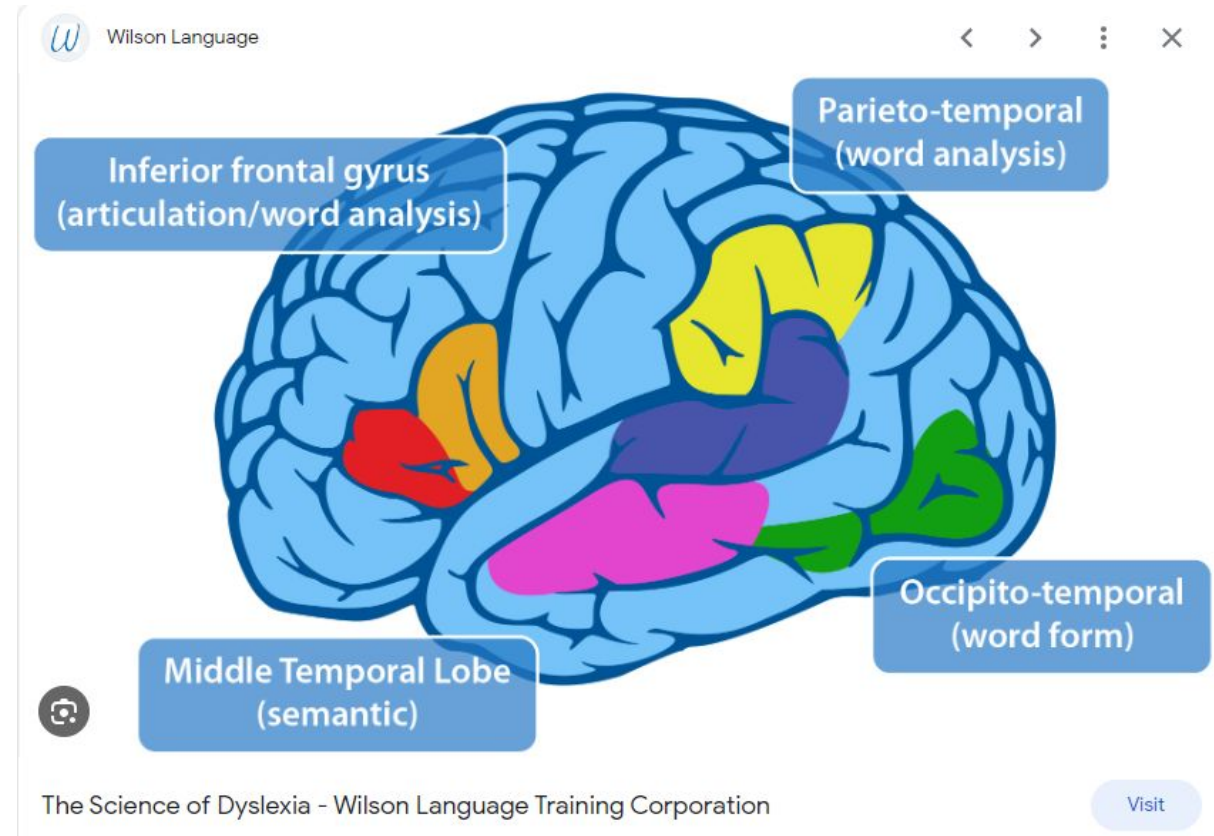 Wilson Language
Inferior frontal gyrus
(articulation/word analysis)
Parieto-temporal
(word analysis)
Middle Temporal Lobe
(semantic)
Occipito-temporal
(word form)
The Science of Dyslexia - Wilson Language Training Corporation
Visit